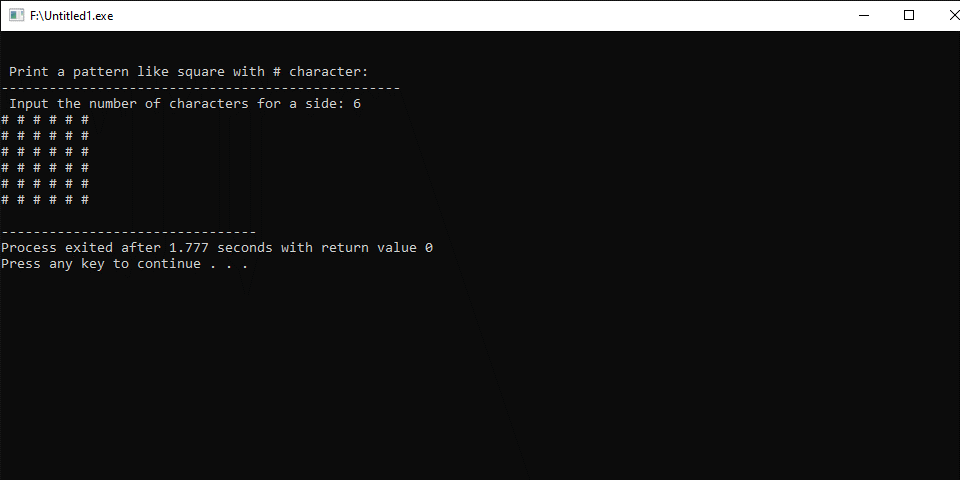 F:\Untitled1.exe
Print a pattern like square with # character:
--------------------------------------------------
Input the number of characters for a side: 6
# # # # # #
# # # # # #
# # # # # #
# # # # # #
# # # # # #
# # # # # #
--------------------------------
Process exited after 1.777 seconds with return value 0
Press any key to continue . . .